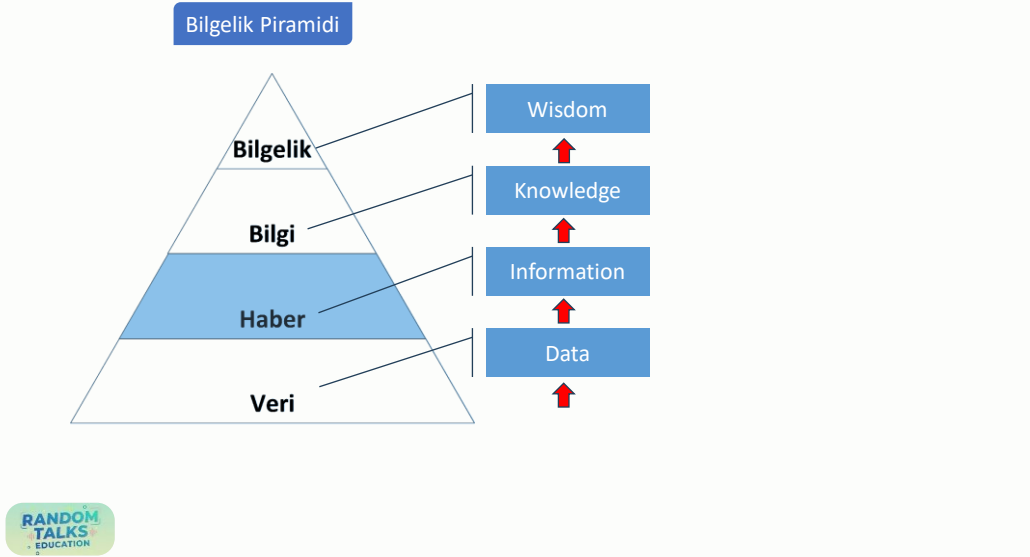 Bilgelik Piramidi
Bilgelik
Bilgi
Haber
Veri
Wisdom
Knowledge
Information
Data
RANDOM
TALKS
EDUCATION